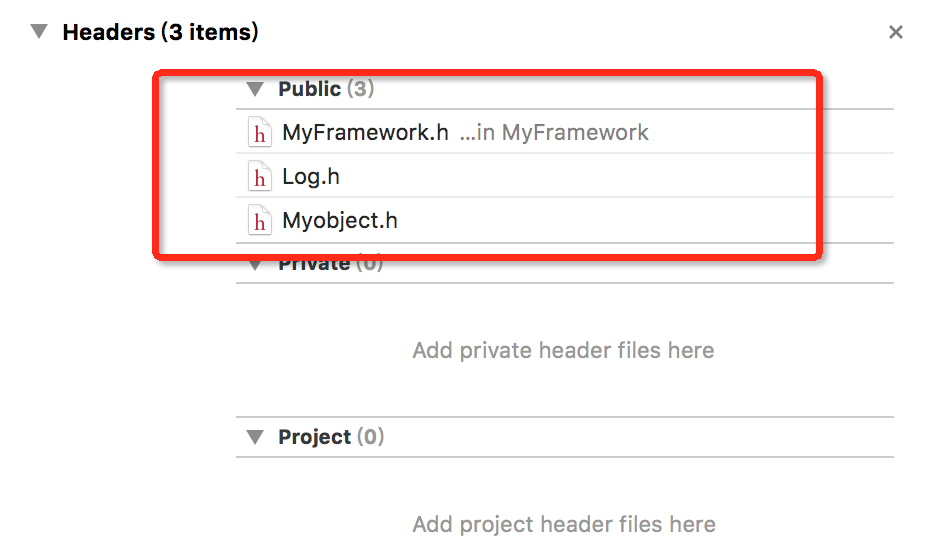 Headers (3 items)
Public (3)
h MyFramework.h ...in MyFramework
h Log.h
h Myobject.h
Private (0)
Add private header files here
Project (0)
Add project header files here